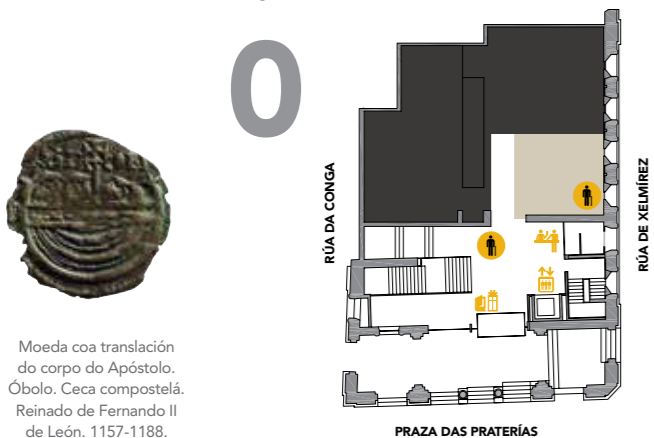 0
RÚA DA CONGA
RÚA DE XELMÍREZ
Moeda coa translación
do corpo do Apóstolo.
Óbolo. Ceca compostelá.
Reinado de Fernando II
de León. 1157-1188.
PRAZA DAS PRATERÍAS